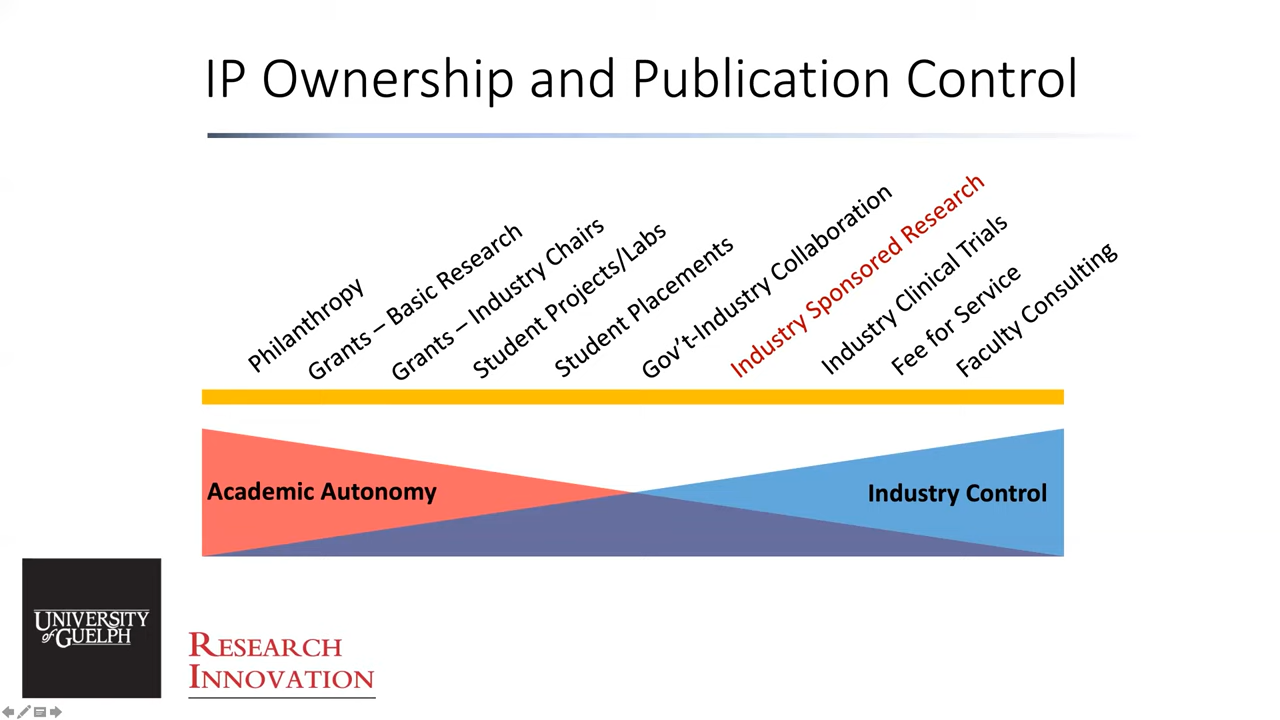 IP Ownership and Publication Control
Philanthropy
Grants – Basic Research
Grants – Industry Chairs
Student Projects/Labs
Student Placements
Gov't-Industry Collaboration
Industry Sponsored Research
Industry Clinical Trials
Fee for Service
Faculty Consulting
Academic Autonomy
Industry Control
UNIVERSITY
of GUELPH
RESEARCH
INNOVATION